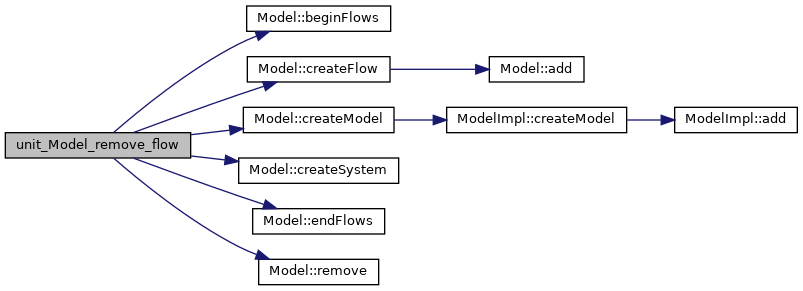 Model::beginFlows
Model::createFlow
Model::add
Model::createModel
ModelImpl::createModel
ModelImpl::add
unit_Model_remove_flow
Model::createSystem
Model::endFlows
Model::remove